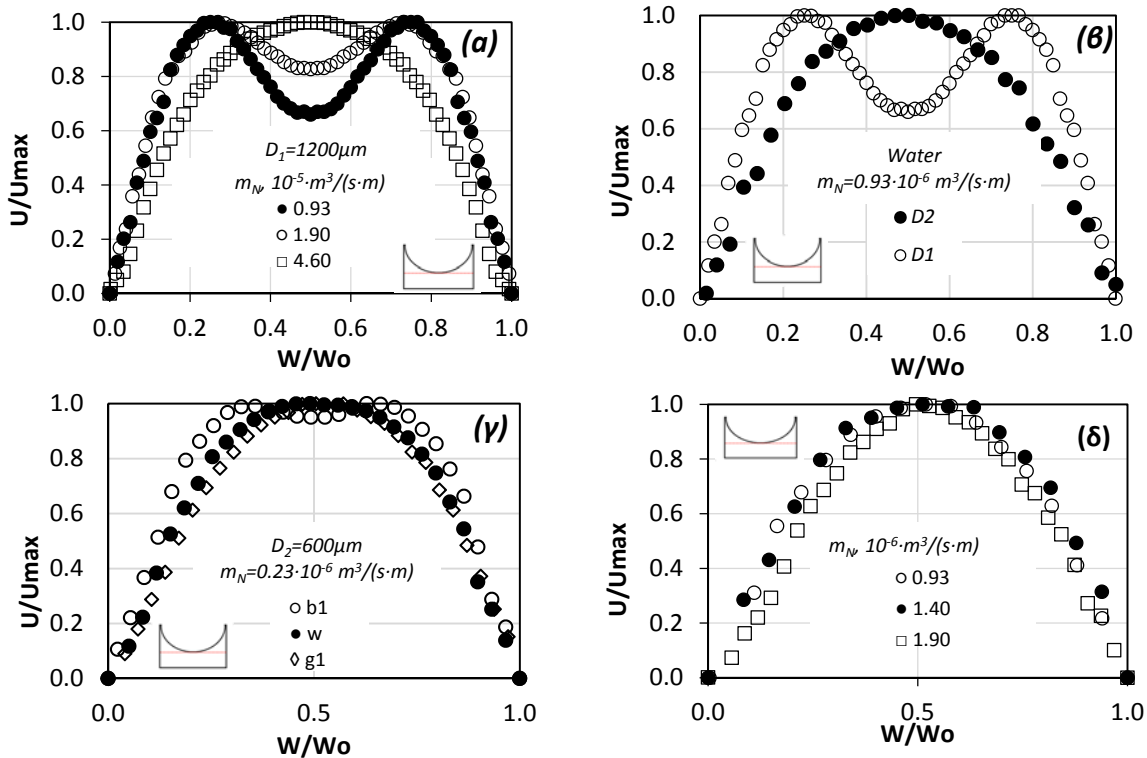 (α)
U/Umax
1.0
0.8
0.6
0.4
0.2
0.0
D₁=1200μm
m_N, 10⁻⁵·m³/(s·m)
0.93
1.90
4.60
0.0 0.2 0.4 0.6 0.8 1.0
W/Wo
(β)
U/Umax
1.0
0.8
0.6
0.4
0.2
0.0
Water
m_N=0.93·10⁻⁶ m³/(s·m)
D2
D1
0.0 0.2 0.4 0.6 0.8 1.0
W/Wo
(γ)
U/Umax
1.0
0.8
0.6
0.4
0.2
0.0
D₂=600μm
m_N=0.23·10⁻⁶ m³/(s·m)
b1
w
g1
0.0 0.5 1.0
W/Wo
(δ)
U/Umax
1.0
0.8
0.6
0.4
0.2
0.0
m_N, 10⁻⁶·m³/(s·m)
0.93
1.40
1.90
0.0 0.5 1.0
W/Wo